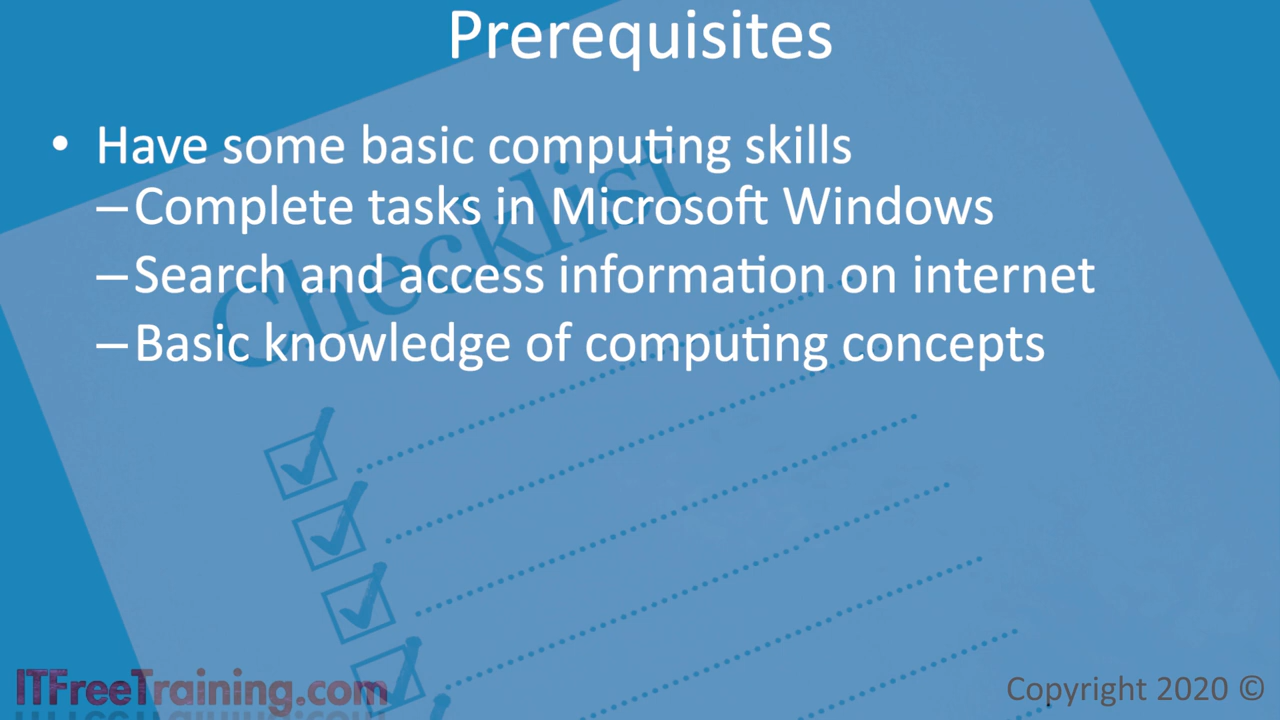 Prerequisites
• Have some basic computing skills
–Complete tasks in Microsoft Windows
–Search and access information on internet
–Basic knowledge of computing concepts
Checklist
ITFreeTraining.com
Copyright 2020 ©